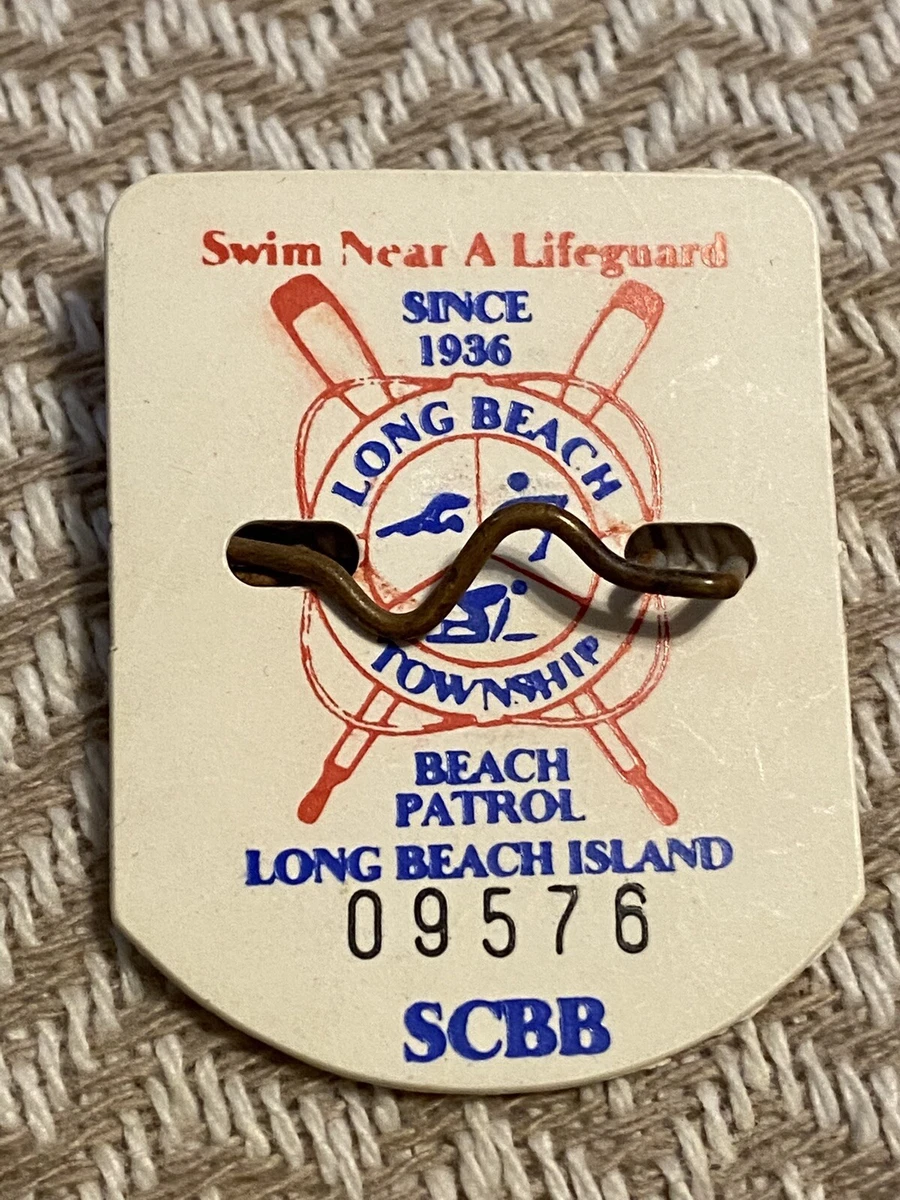 Swim Near A Lifeguard
SINCE
1936
LONG BEACH
TOWNSHIP
BEACH
PATROL
LONG BEACH ISLAND
09576
SCBB